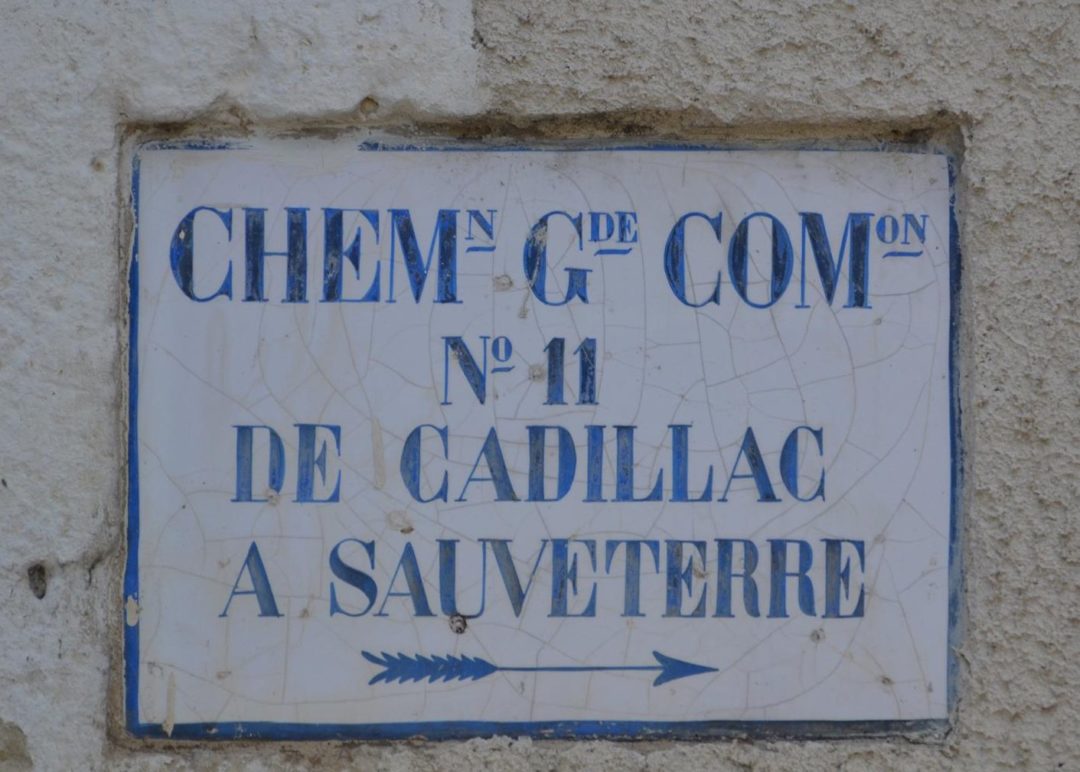 CHEMN GDE COMON
No 11
DE CADILLAC
A SAUVETERRE